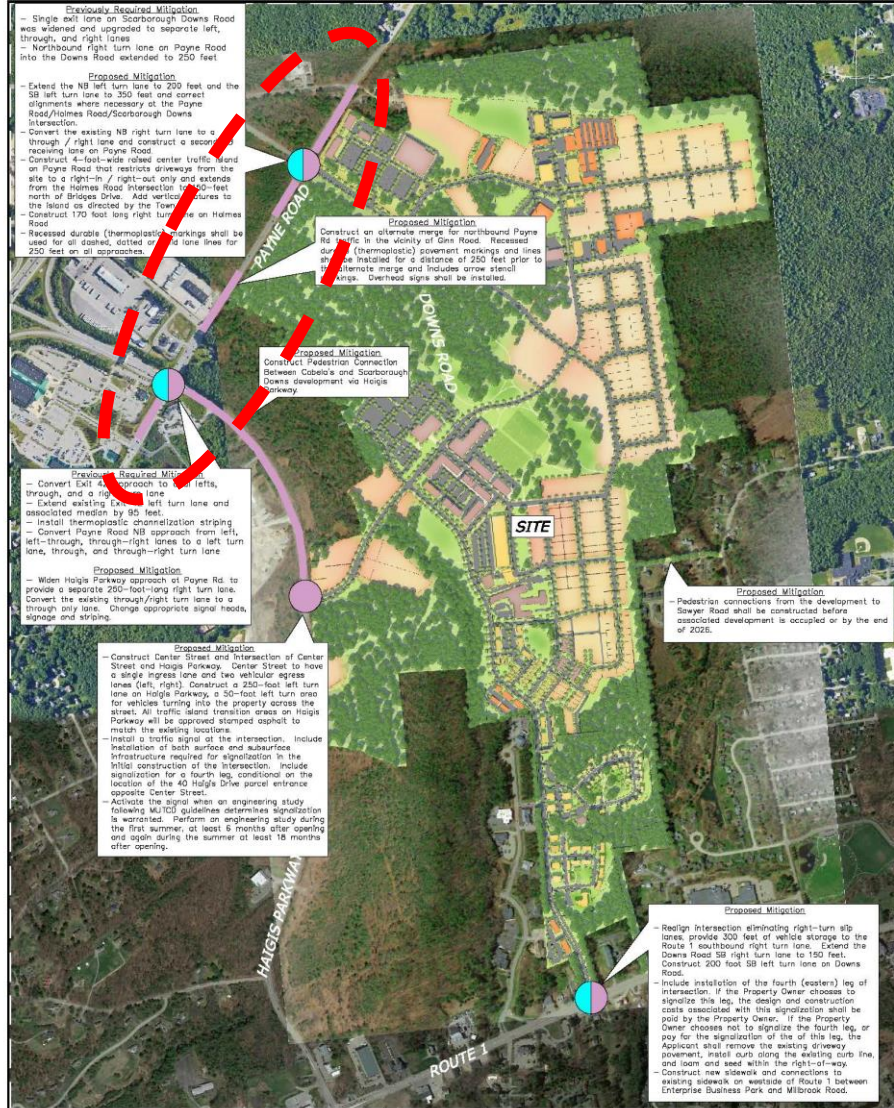 Previously Required Mitigation
- Single exit lane on Scarborough Downs Road
was widened and upgraded to separate left,
through, and right lanes
- Northbound right turn lane on Payne Road
into the Downs Road extended to 250 feet
Proposed Mitigation
- Extend the NB left turn lane to 200 feet and the
SB left turn lane to 350 feet and correct
alignments where necessary at the Payne
Road/Holmes Road/Scarborough Downs
intersection.
- Convert the existing NB right turn lane to a
through / right lane and construct a second
receiving lane on Payne Road.
- Construct 4-foot-wide raised center traffic island
on Payne Road that restricts driveways from the
site to a right-in / right-out only and extends
from the Holmes Road intersection to
north of Bridges Drive. Add vertical features to
the island as directed by the Town
- Construct 170 foot long right turn lane on Holmes
Road
- Recessed durable (thermoplastic) markings shall be
used for all dashed, dotted or lane lines for
250 feet on all approaches.
PAYNE ROAD
Proposed Mitigation
Construct an alternate merge for northbound Payne
Rd traffic in the vicinity of Ginn Road. Recessed
durable (thermoplastic) pavement markings and lines
shall be installed for a distance of 250 feet prior to
the alternate merge and includes arrow stencil
markings. Overhead signs shall be installed.
DOWNS ROAD
Proposed Mitigation
Construct Pedestrian Connection
Between Cabela's and Scarborough
Downs development via Haigis
Parkway.
Previously Required Mitigation
- Convert Exit approach to lefts,
through, and a right lane
- Extend existing left turn lane and
associated median by 95 feet.
- Install thermoplastic channelization striping
- Convert Payne Road NB approach from left,
left-through, through-right lanes to a left turn
lane, through, and through-right turn lane
Proposed Mitigation
- Widen Haigis Parkway approach at Payne Rd. to
provide a separate 250-foot-long right turn lane.
Convert the existing through/right turn lane to a
through only lane. Change appropriate signal heads,
signage and striping.
SITE
Proposed Mitigation
- Pedestrian connections from the development to
Sawyer Road shall be constructed before
associated development is occupied or by the end
of 2026.
Proposed Mitigation
- Construct Center Street and intersection of Center
Street and Haigis Parkway. Center Street to have
a single ingress lane and two vehicular egress
lanes (left, right). Construct a 250-foot left turn
lane on Haigis Parkway, a 50-foot left turn area
for vehicles turning into the property across the
street. All traffic island transition areas on Haigis
Parkway will be approved stamped asphalt to
match the existing locations.
- Install a traffic signal at the intersection. Include
installation of both surface and subsurface
infrastructure required for signalization in the
initial construction of the intersection. Include
signalization for a fourth leg, conditional on the
location of the 40 Haigis Drive parcel entrance
opposite Center Street.
- Activate the signal when an engineering study
following MUTCD guidelines determines signalization
is warranted. Perform an engineering study during
the first summer, at least 6 months after opening
and again during the summer at least 18 months
after opening.
HAIGIS PARKWAY
Proposed Mitigation
- Realign intersection eliminating right-turn slip
lanes, provide 300 feet of vehicle storage to the
Route 1 southbound right turn lane. Extend the
Downs Road SB right turn lane to 150 feet.
Construct 200 foot SB left turn lane on Downs
Road.
- Include installation of the fourth (eastern) leg of
intersection. If the Property Owner chooses to
signalize this leg, the design and construction
costs associated with this signalization shall be
paid by the Property Owner. If the Property
Owner chooses not to signalize the fourth leg, or
pay for the signalization of the of this leg, the
Applicant shall remove the existing driveway
pavement, install curb along the existing curb line,
and loam and seed within the right-of-way.
- Construct new sidewalk and connections to
existing sidewalk on westside of Route 1 between
Enterprise Business Park and Millbrook Road.
ROUTE 1